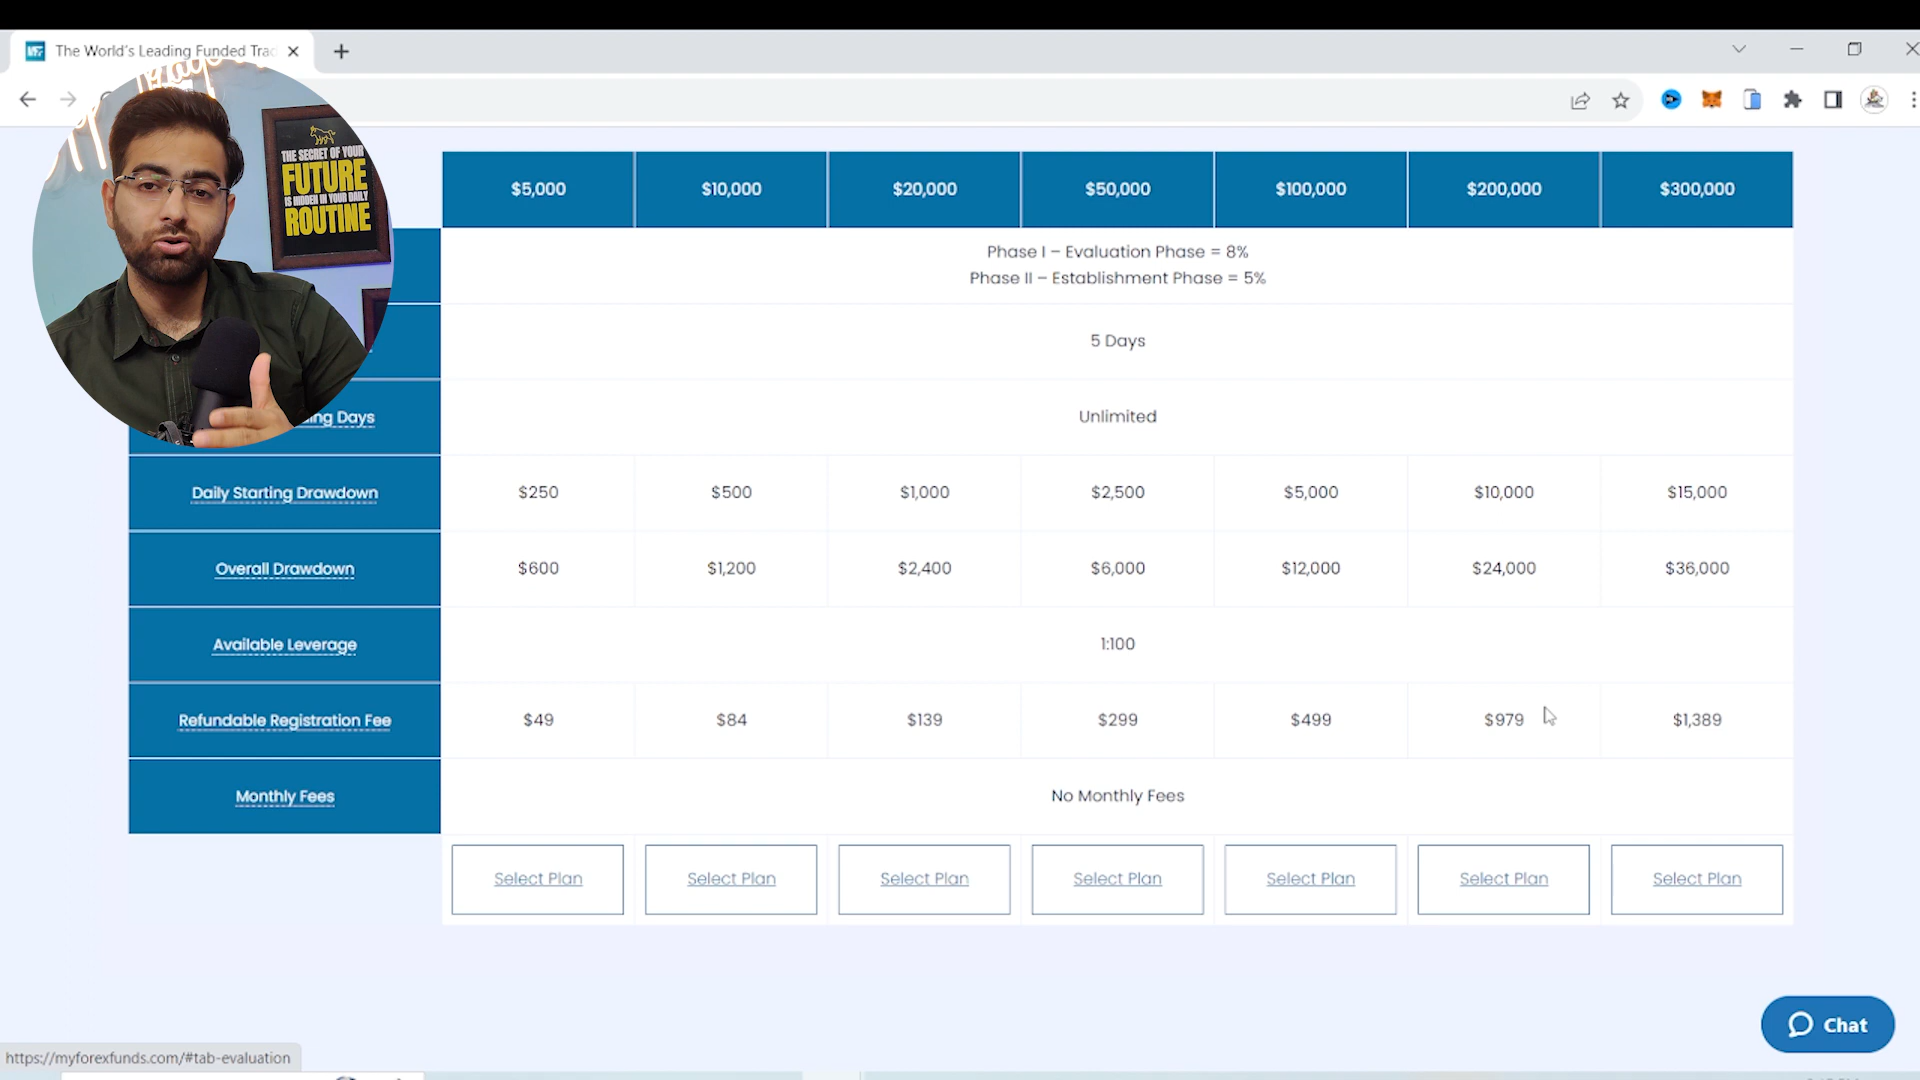 The World's Leading Funded Trad
THE SECRET OF YOUR
FUTURE
IS HIDDEN IN YOUR DAILY
ROUTINE
$5,000 $10,000 $20,000 $50,000 $100,000 $200,000 $300,000
Phase I – Evaluation Phase = 8%
Phase II – Establishment Phase = 5%
5 Days
ing Days Unlimited
Daily Starting Drawdown $250 $500 $1,000 $2,500 $5,000 $10,000 $15,000
Overall Drawdown $600 $1,200 $2,400 $6,000 $12,000 $24,000 $36,000
Available Leverage 1:100
Refundable Registration Fee $49 $84 $139 $299 $499 $979 $1,389
Monthly Fees No Monthly Fees
Select Plan Select Plan Select Plan Select Plan Select Plan Select Plan Select Plan
Chat
https://myforexfunds.com/#tab-evaluation